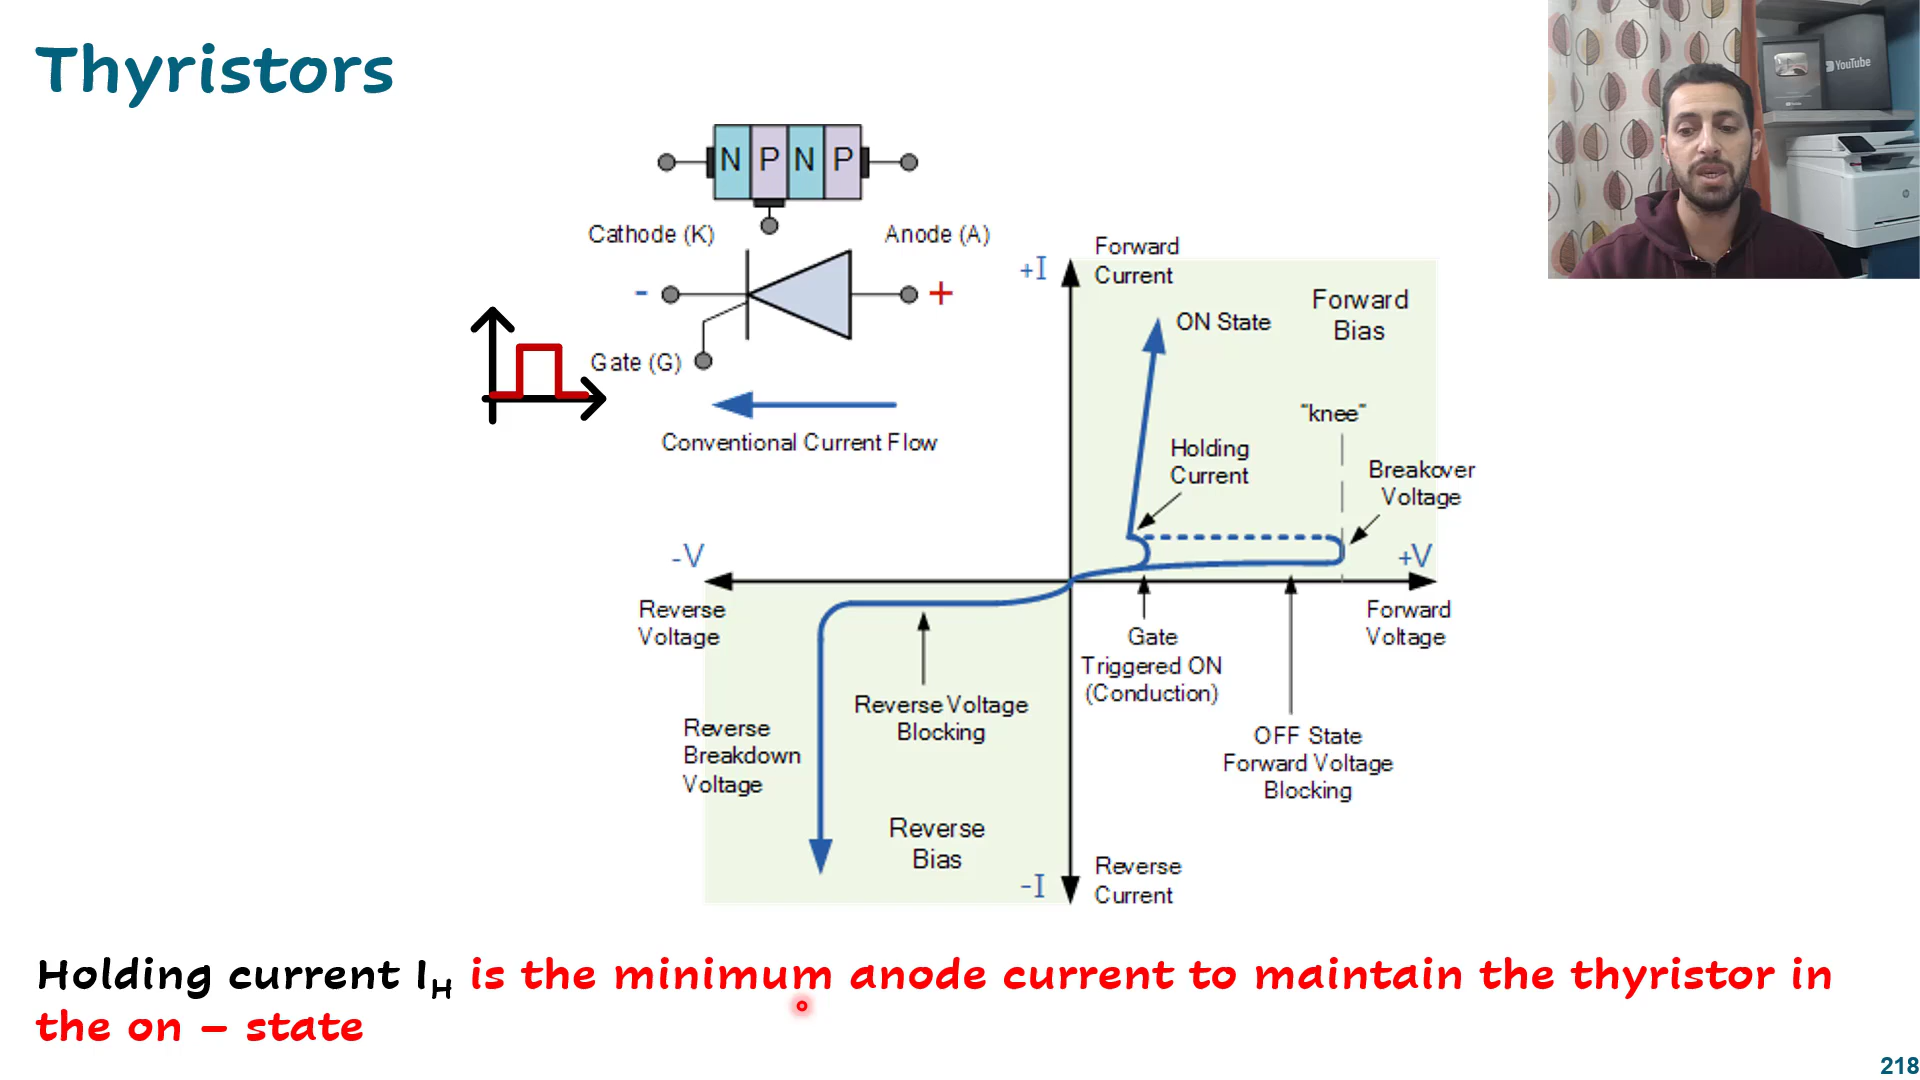 Thyristors
YouTube
N P N P
Cathode (K)
Anode (A)
-
+
Gate (G)
Conventional Current Flow
+I
Forward
Current
Forward
Bias
ON State
"knee"
Holding
Current
Breakover
Voltage
-V
+V
Reverse
Voltage
Forward
Voltage
Gate
Triggered ON
(Conduction)
Reverse Voltage
Blocking
Reverse
Breakdown
Voltage
OFF State
Forward Voltage
Blocking
Reverse
Bias
-I
Reverse
Current
Holding current I_H is the minimum anode current to maintain the thyristor in
the on – state
218